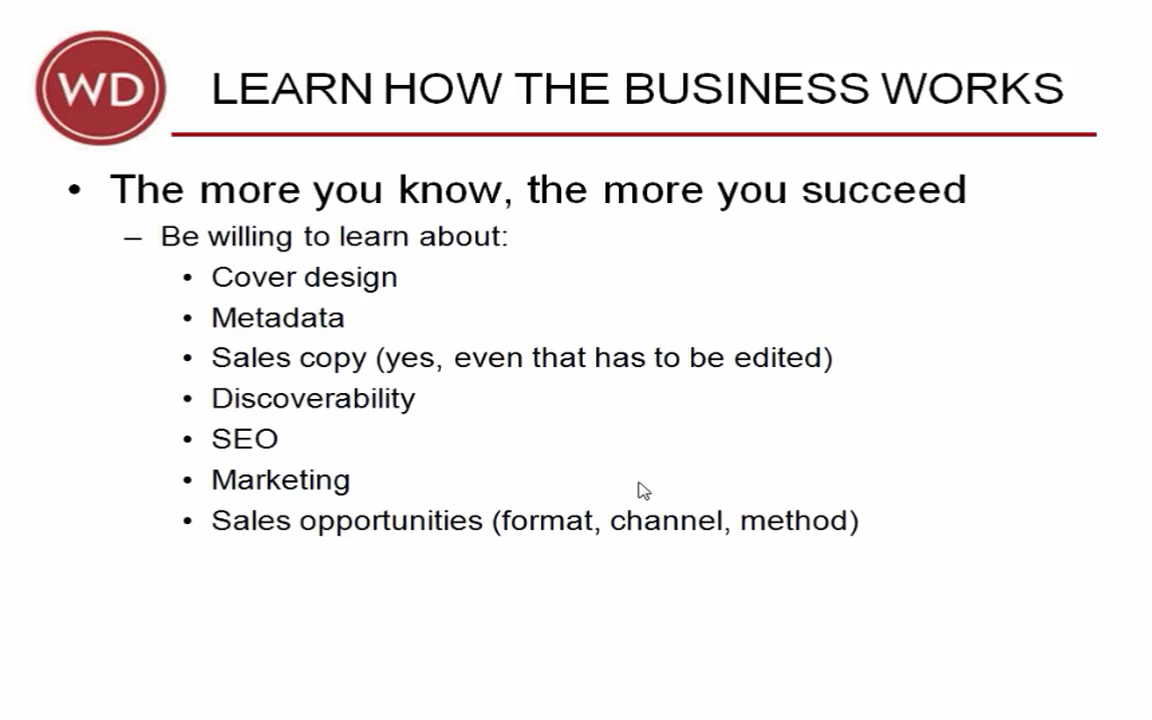 WD
LEARN HOW THE BUSINESS WORKS
• The more you know, the more you succeed
– Be willing to learn about:
• Cover design
• Metadata
• Sales copy (yes, even that has to be edited)
• Discoverability
• SEO
• Marketing
• Sales opportunities (format, channel, method)